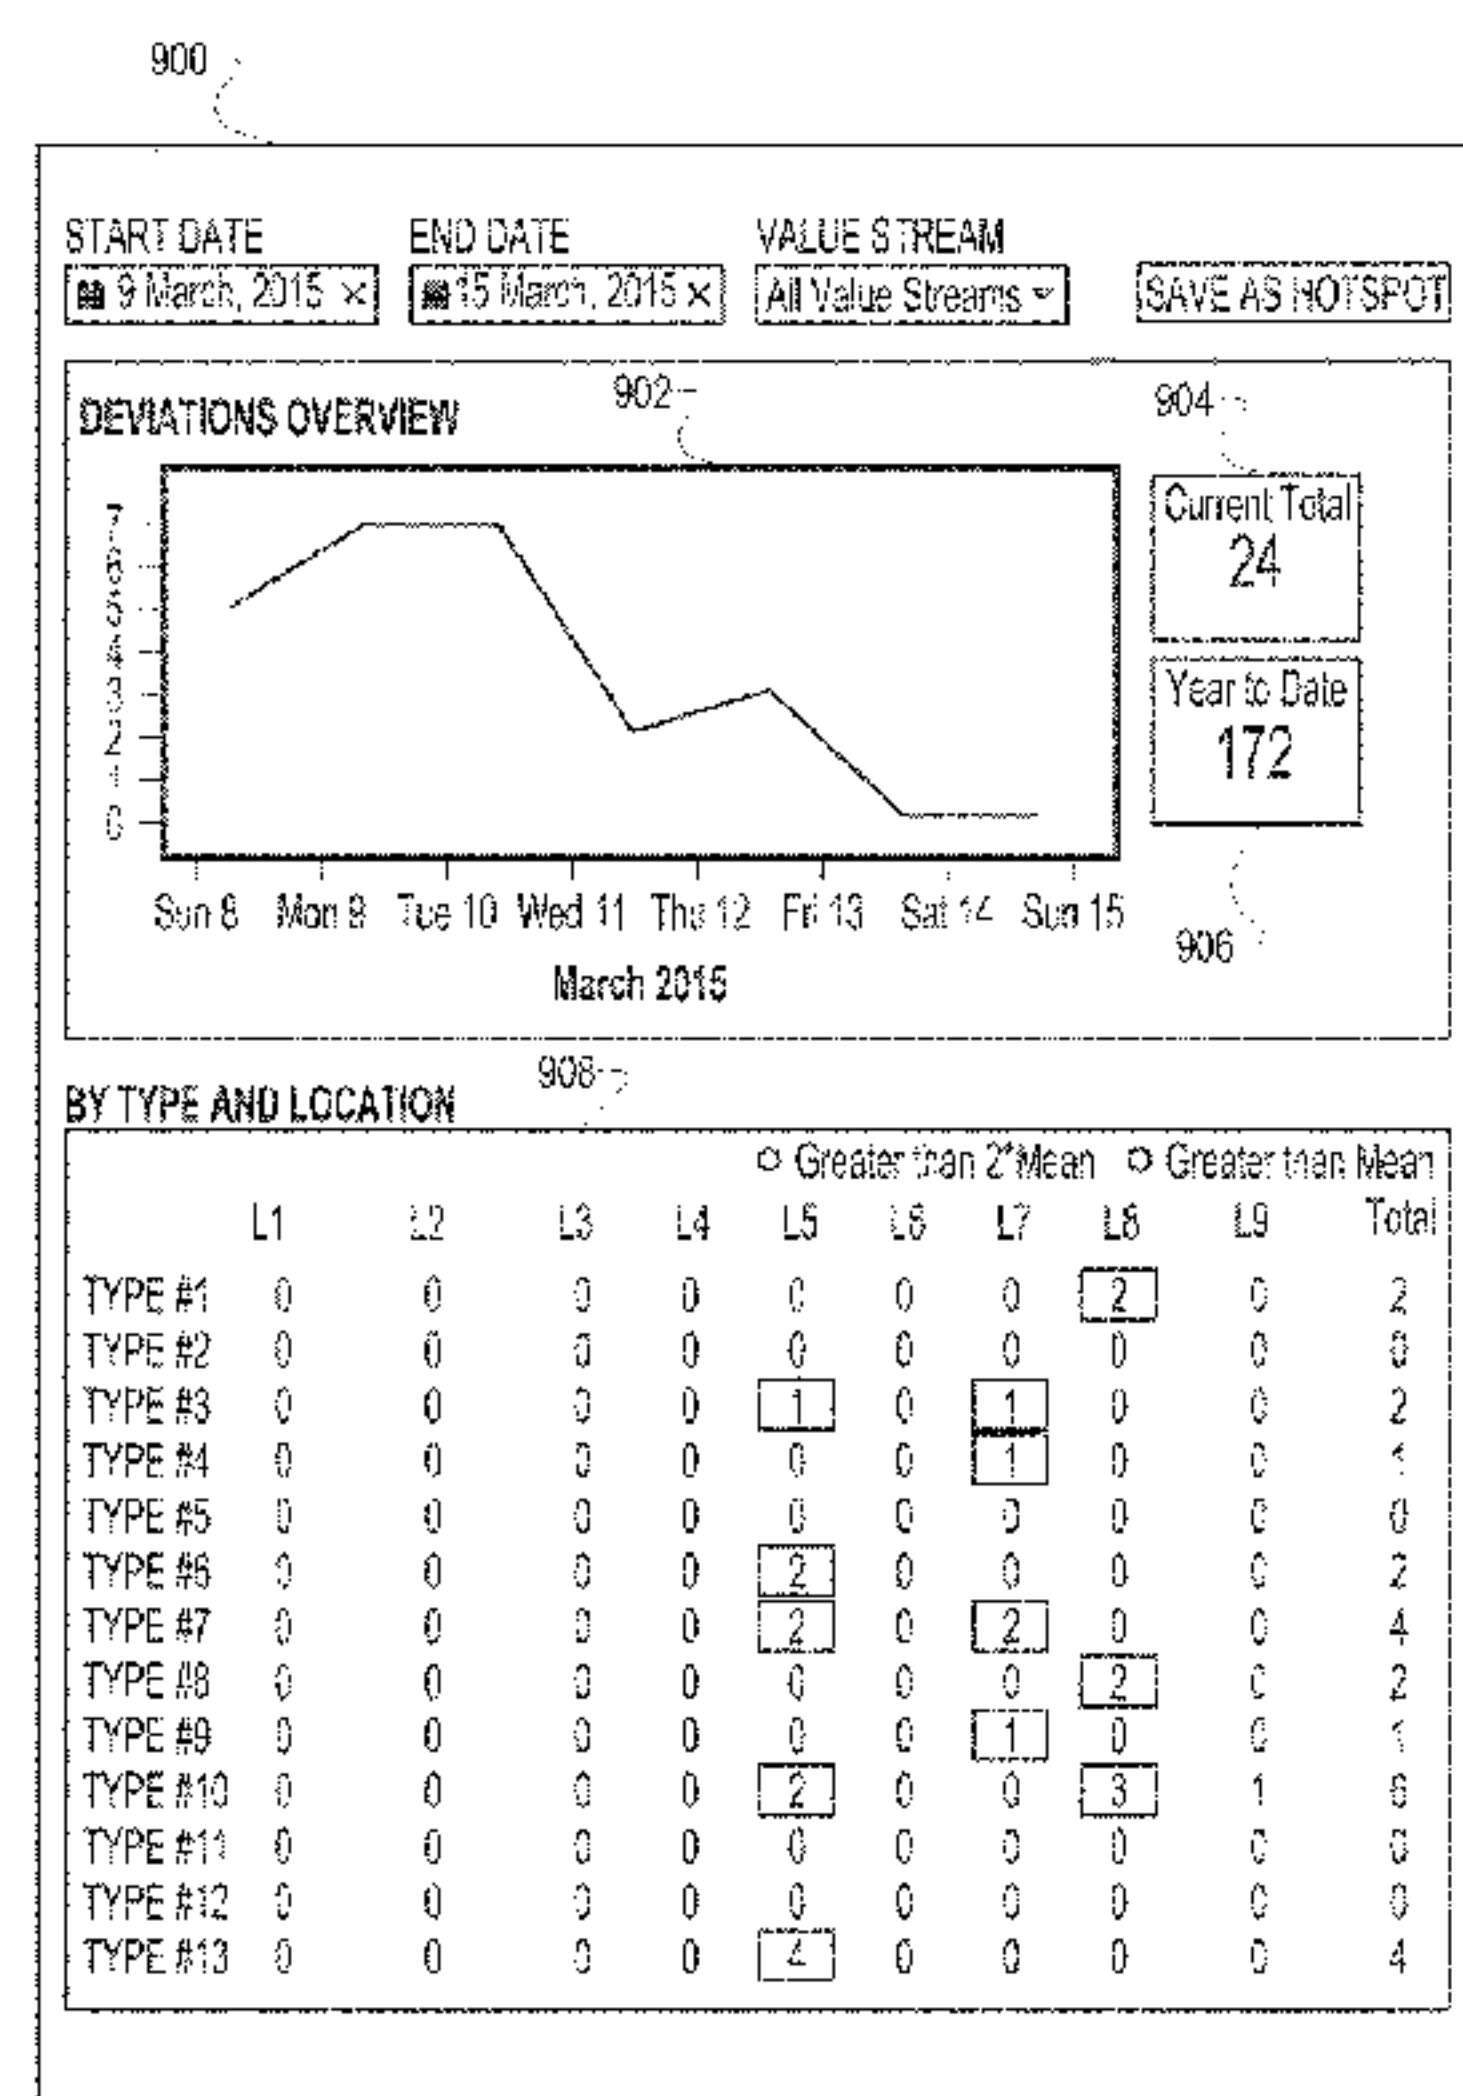 900
START DATE END DATE VALUE STREAM
9 March, 2015 × 15 March, 2015 × All Value Streams SAVE AS HOTSPOT
DEVIATIONS OVERVIEW 902 904
Current Total
24
Year to Date
172
7
6
5
4
3
2
1
0
Sun 8 Mon 9 Tue 10 Wed 11 Thu 12 Fri 13 Sat 14 Sun 15
906
March 2015
908
BY TYPE AND LOCATION
Greater than 2*Mean Greater than Mean
L1 L2 L3 L4 L5 L6 L7 L8 L9 Total
TYPE #1 0 0 0 0 0 0 0 2 0 2
TYPE #2 0 0 0 0 0 0 0 0 0 0
TYPE #3 0 0 0 0 1 0 1 0 0 2
TYPE #4 0 0 0 0 0 0 1 0 0 1
TYPE #5 0 0 0 0 0 0 0 0 0 0
TYPE #6 0 0 0 0 2 0 0 0 0 2
TYPE #7 0 0 0 0 2 0 2 0 0 4
TYPE #8 0 0 0 0 0 0 0 2 0 2
TYPE #9 0 0 0 0 0 0 1 0 0 1
TYPE #10 0 0 0 0 2 0 0 3 1 6
TYPE #11 0 0 0 0 0 0 0 0 0 0
TYPE #12 0 0 0 0 0 0 0 0 0 0
TYPE #13 0 0 0 0 4 0 0 0 0 4